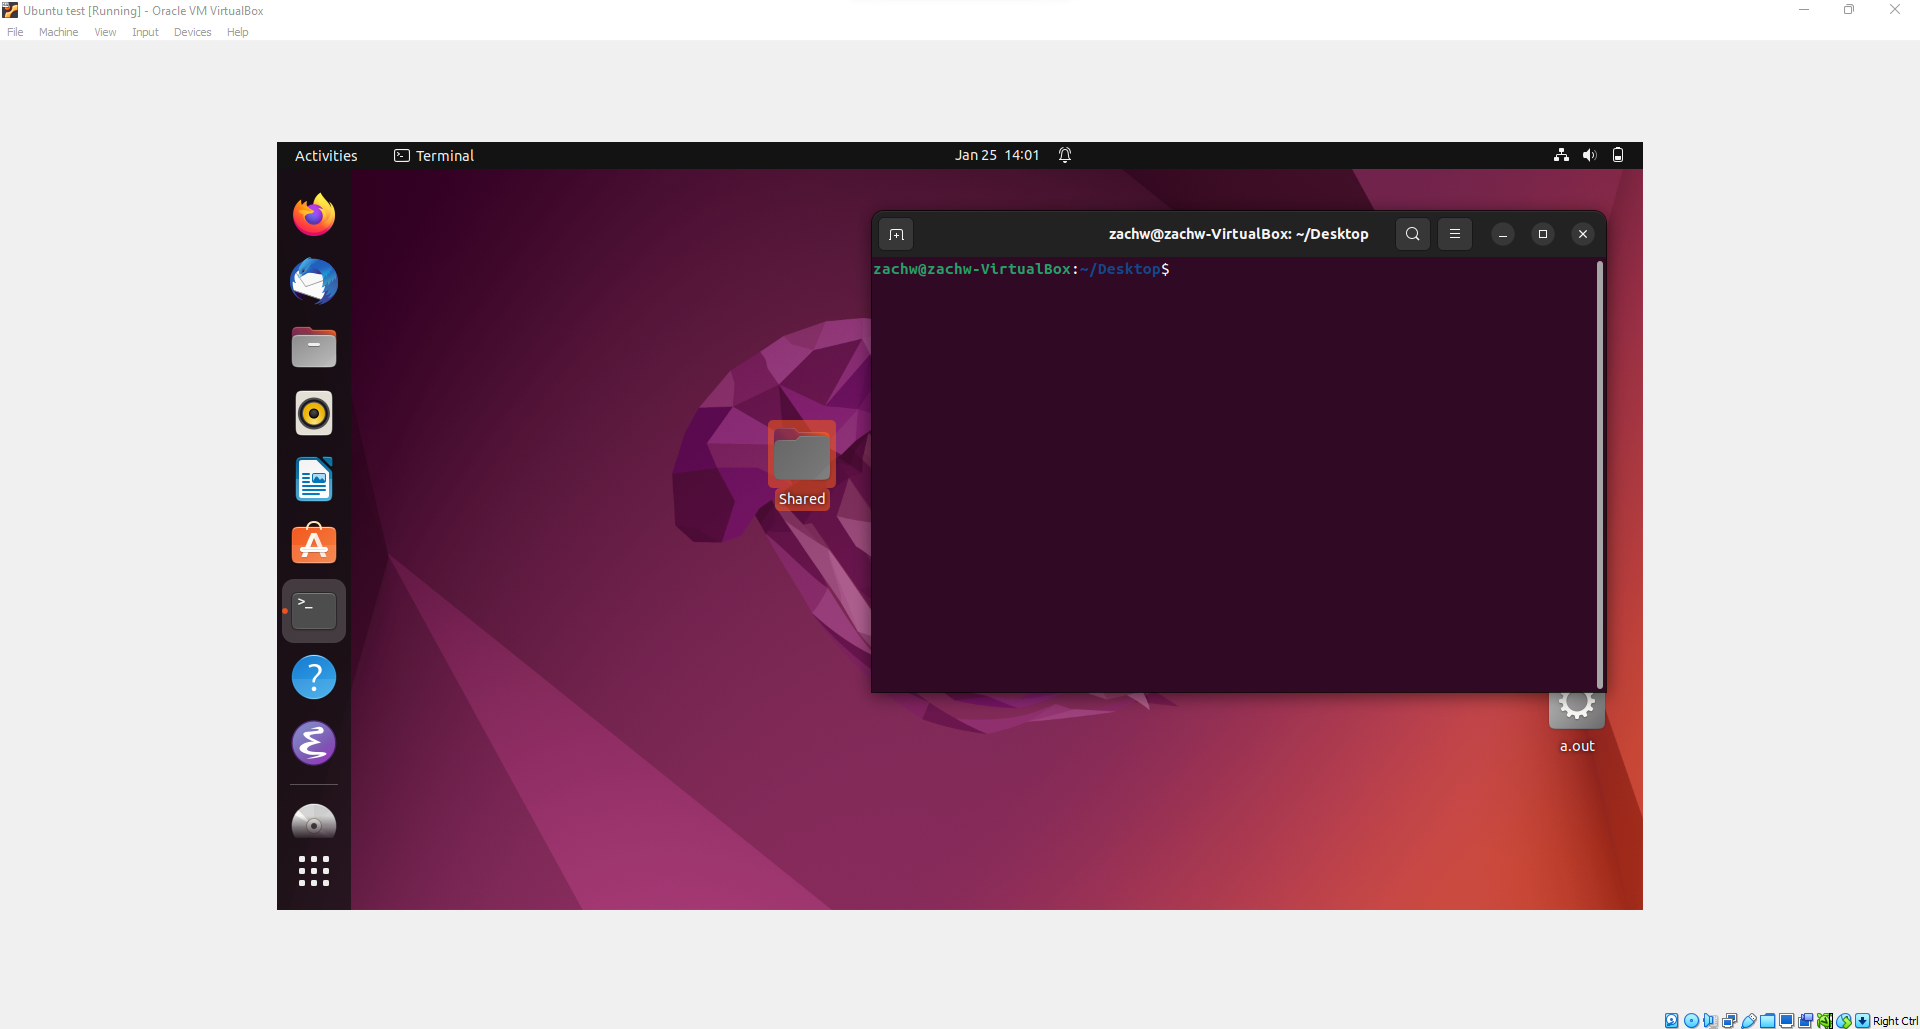 Ubuntu test [Running] - Oracle VM VirtualBox
File Machine View Input Devices Help
Activities Terminal Jan 25 14:01
zachw@zachw-VirtualBox: ~/Desktop
zachw@zachw-VirtualBox:~/Desktop$
Shared
a.out
Right Ctrl